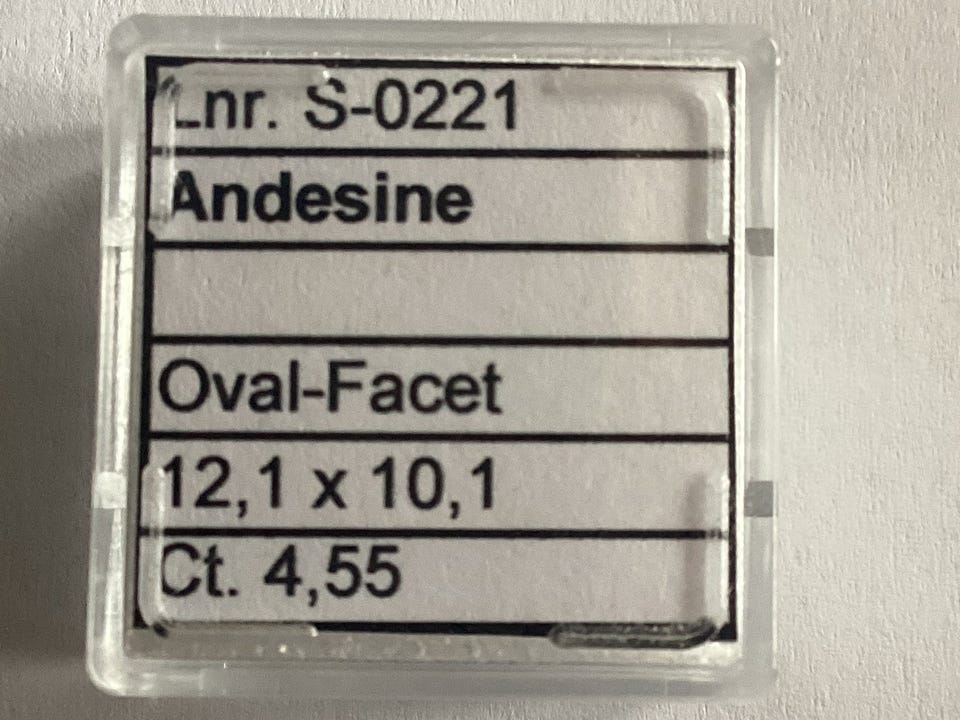 Lnr. S-0221
Andesine
Oval-Facet
12,1 x 10,1
Ct. 4,55